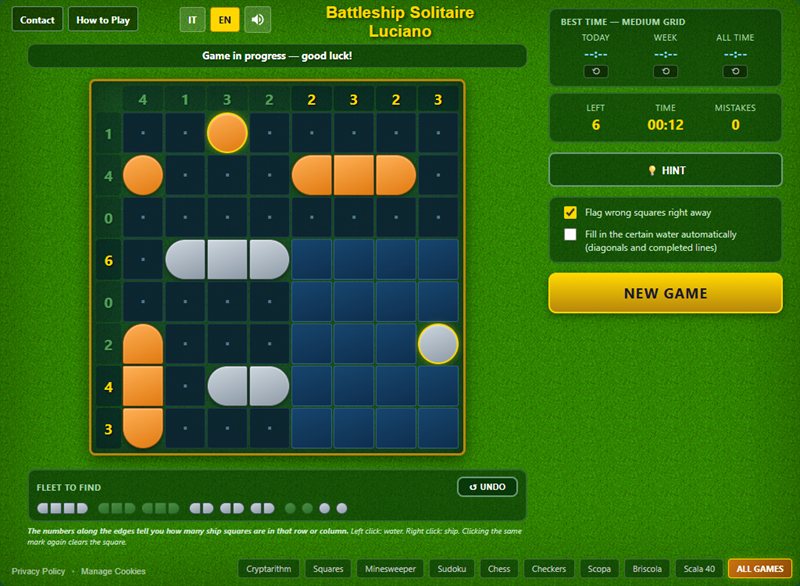 Contact
How to Play
IT
EN
Battleship Solitaire
Luciano
Game in progress — good luck!
4 1 3 2 2 3 2 3
1
4
0
6
0
2
4
3
BEST TIME — MEDIUM GRID
TODAY WEEK ALL TIME
--:-- --:-- --:--
LEFT TIME MISTAKES
6 00:12 0
HINT
Flag wrong squares right away
Fill in the certain water automatically
(diagonals and completed lines)
NEW GAME
FLEET TO FIND
↺ UNDO
The numbers along the edges tell you how many ship squares are in that row or column. Left click: water. Right click: ship. Clicking the same
mark again clears the square.
Privacy Policy · Manage Cookies
Cryptarithm
Squares
Minesweeper
Sudoku
Chess
Checkers
Scopa
Briscola
Scala 40
ALL GAMES